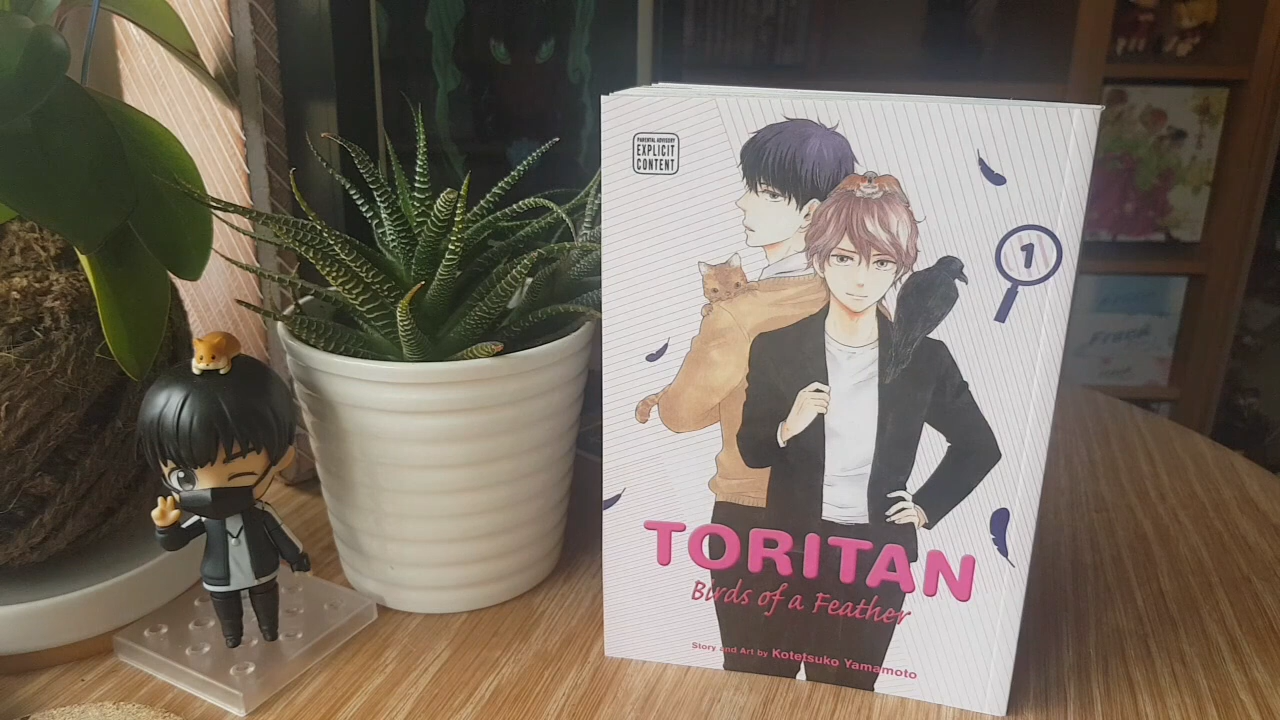 PARENTAL ADVISORY
EXPLICIT
CONTENT
1
TORITAN
Birds of a Feather
Story and Art by Kotetsuko Yamamoto